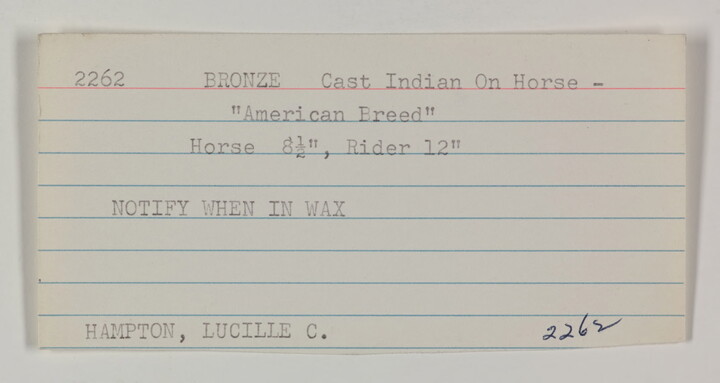 2262 BRONZE Cast Indian On Horse -
"American Breed"
Horse 8½", Rider 12"
NOTIFY WHEN IN WAX
HAMPTON, LUCILLE C. 2262